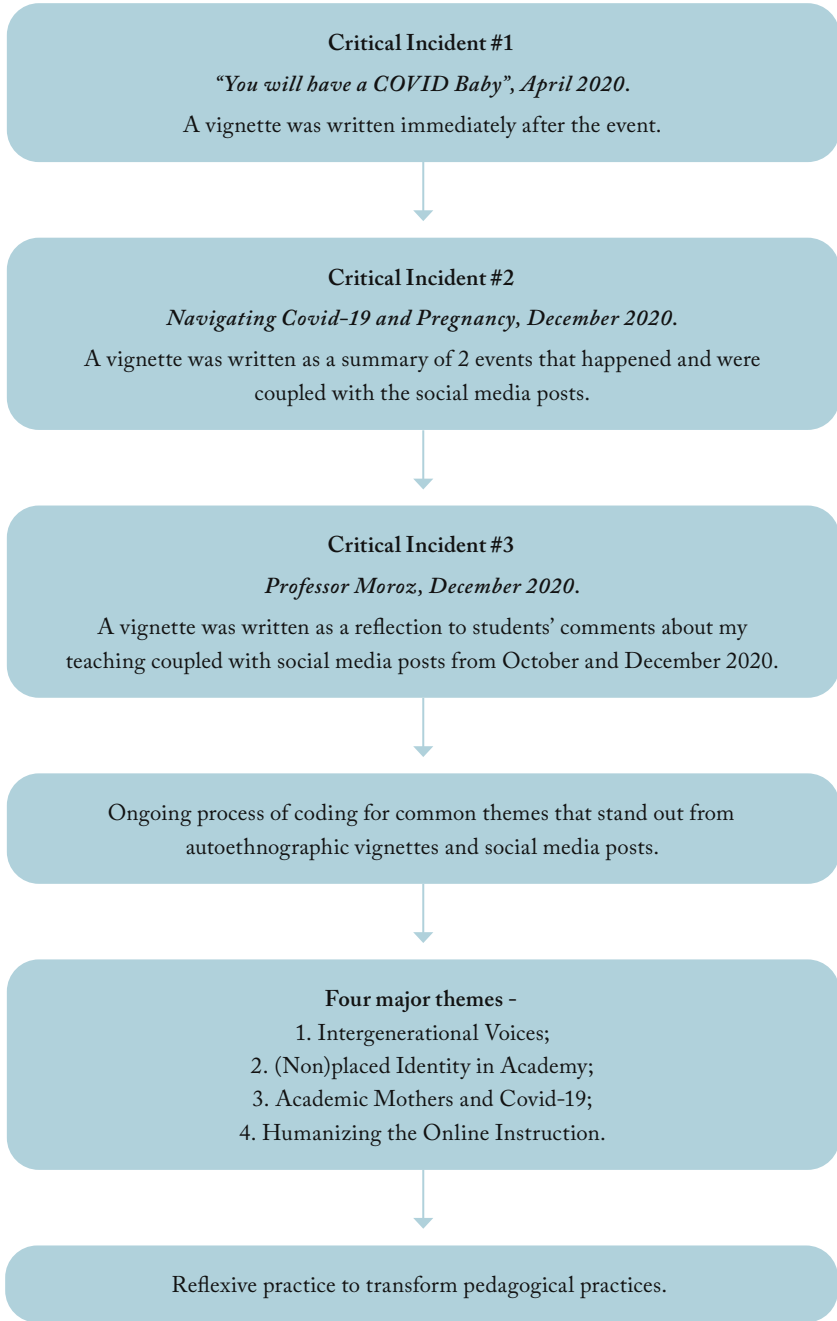 Critical Incident #1
“You will have a COVID Baby”, April 2020.
A vignette was written immediately after the event.
Critical Incident #2
Navigating Covid-19 and Pregnancy, December 2020.
A vignette was written as a summary of 2 events that happened and were
coupled with the social media posts.
Critical Incident #3
Professor Moroz, December 2020.
A vignette was written as a reflection to students’ comments about my
teaching coupled with social media posts from October and December 2020.
Ongoing process of coding for common themes that stand out from
autoethnographic vignettes and social media posts.
Four major themes -
1. Intergenerational Voices;
2. (Non)placed Identity in Academy;
3. Academic Mothers and Covid-19;
4. Humanizing the Online Instruction.
Reflexive practice to transform pedagogical practices.